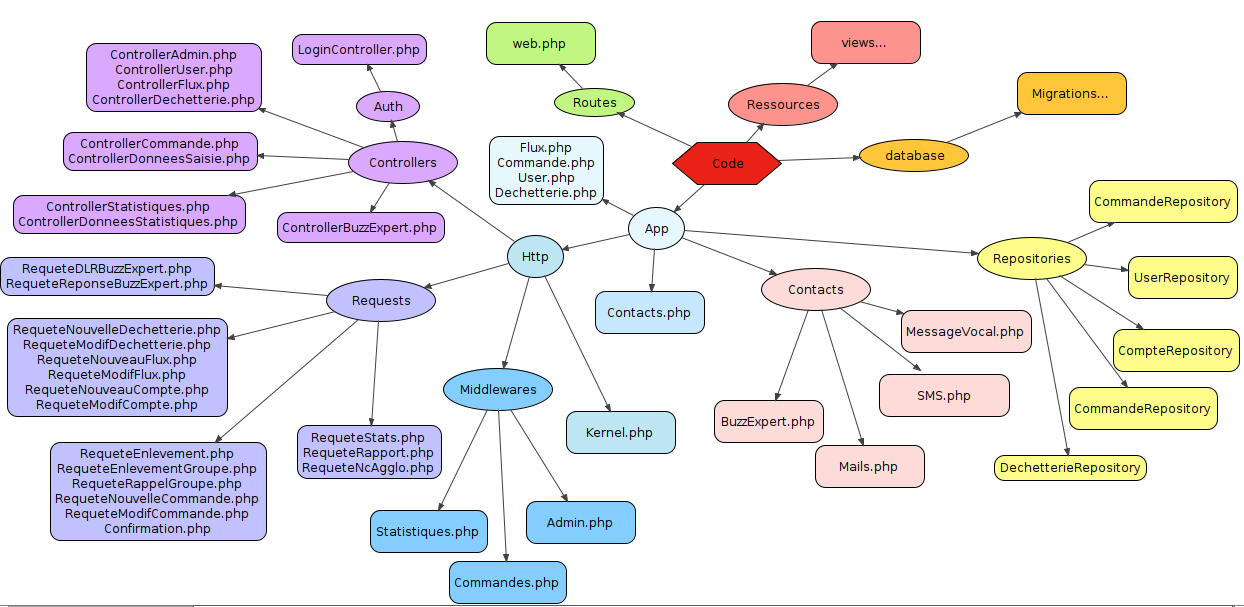 ControllerAdmin.php
ControllerUser.php
ControllerFlux.php
ControllerDechetterie.php
LoginController.php
web.php
views...
Auth
Routes
Ressources
Migrations...
ControllerCommande.php
ControllerDonneesSaisie.php
Controllers
Flux.php
Commande.php
User.php
Dechetterie.php
Code
database
ControllerStatistiques.php
ControllerDonneesStatistiques.php
ControllerBuzzExpert.php
App
CommandeRepository
Http
Repositories
RequeteDLRBuzzExpert.php
RequeteReponseBuzzExpert.php
Requests
Contacts.php
Contacts
UserRepository
RequeteNouvelleDechetterie.php
RequeteModifDechetterie.php
RequeteNouveauFlux.php
RequeteModifFlux.php
RequeteNouveauCompte.php
RequeteModifCompte.php
MessageVocal.php
CompteRepository
Middlewares
SMS.php
CommandeRepository
BuzzExpert.php
Kernel.php
RequeteStats.php
RequeteRapport.php
RequeteNcAgglo.php
Mails.php
DechetterieRepository
RequeteEnlevement.php
RequeteEnlevementGroupe.php
RequeteRappelGroupe.php
RequeteNouvelleCommande.php
RequeteModifCommande.php
Confirmation.php
Statistiques.php
Admin.php
Commandes.php